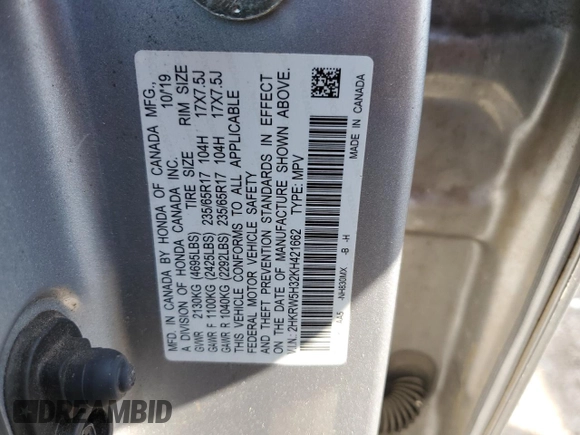 MFD. IN CANADA BY HONDA OF CANADA MFG., 10/19
A DIVISION OF HONDA CANADA INC.
TIRE SIZE RIM SIZE
GVWR 2130KG (4695LBS)
GAWR F 1100KG (2425LBS) 235/65R17 104H 17X7.5J
GAWR R 1040KG (2292LBS) 235/65R17 104H 17X7.5J
THIS VEHICLE CONFORMS TO ALL APPLICABLE
FEDERAL MOTOR VEHICLE SAFETY
AND THEFT PREVENTION STANDARDS IN EFFECT
ON THE DATE OF MANUFACTURE SHOWN ABOVE.
V.I.N.: 2HKRW5H32KH421662 TYPE: MPV
NH830MX -B -H
MADE IN CANADA
DREAMBID